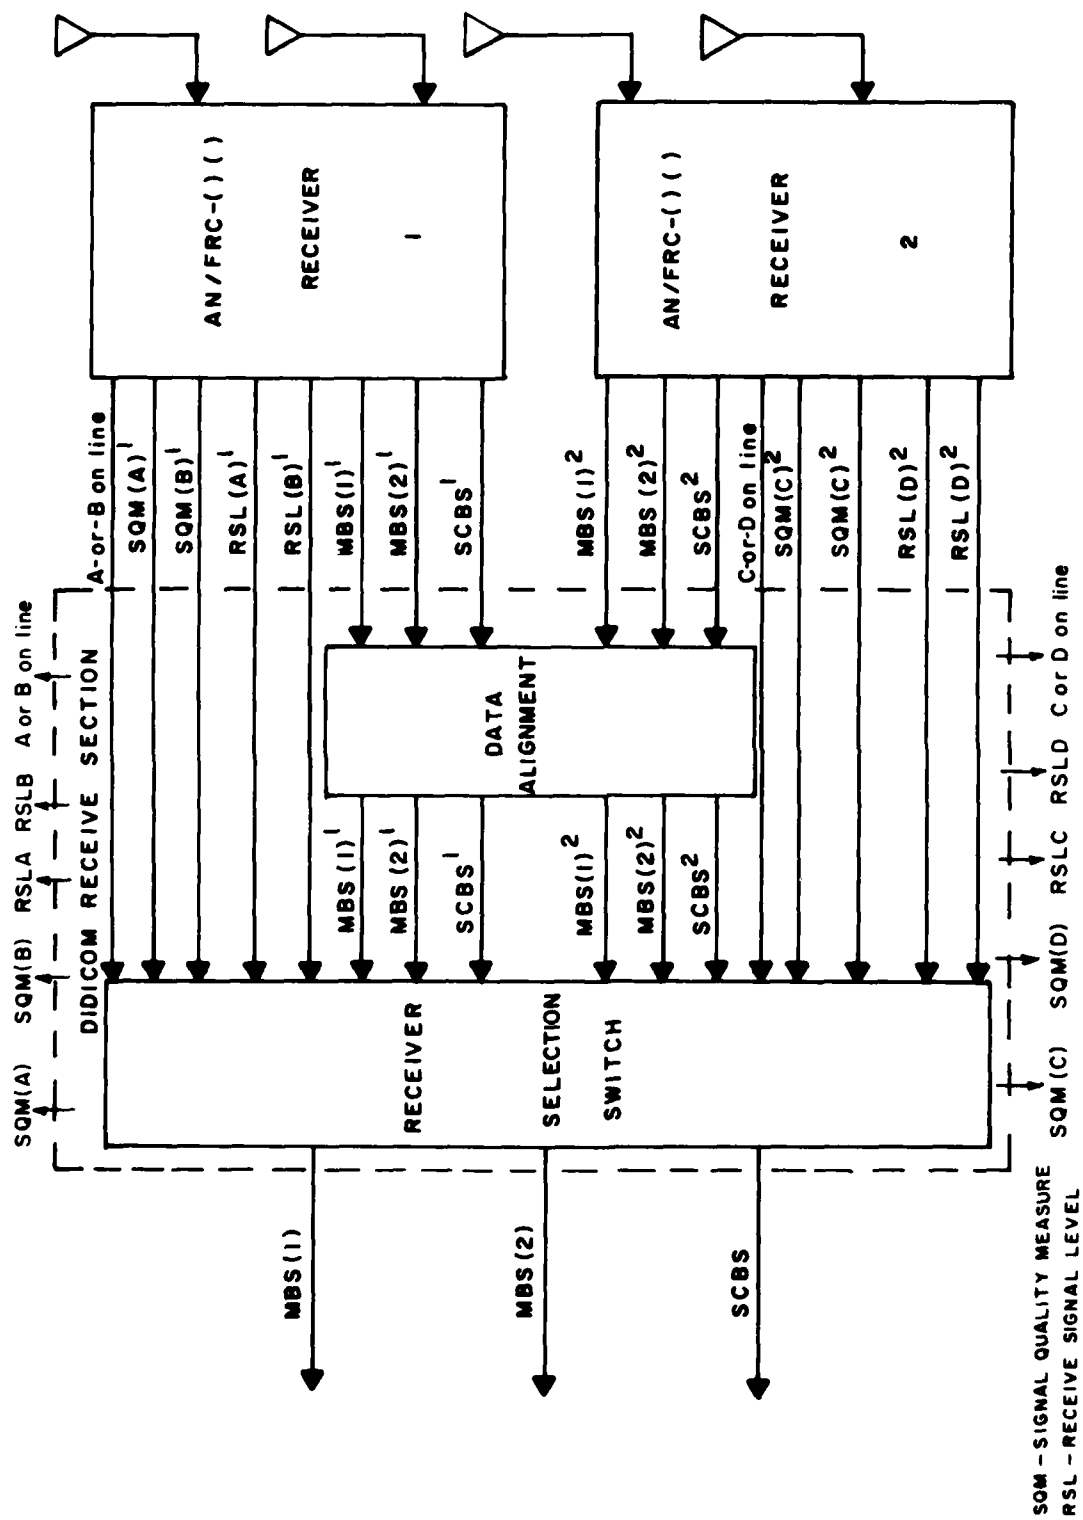 AN/FRC-()()
RECEIVER
1
AN/FRC-()()
RECEIVER
2
A-or-B on line
SQM(A)1
SQM(B)1
RSL(A)1
RSL(B)1
MBS(1)1
MBS(2)1
SCBS1
MBS(1)2
MBS(2)2
SCBS2
C-or-D on line
SQM(C)2
SQM(C)2
RSL(D)2
RSL(D)2
DATA
ALIGNMENT
MBS(1)1
MBS(2)1
SCBS1
MBS(1)2
MBS(2)2
SCBS2
DIDICOM RECEIVE SECTION
SQM(A) SQM(B) RSLA RSLB A or B on line
SQM(C) SQM(D) RSLC RSLD C or D on line
RECEIVER
SELECTION
SWITCH
MBS(1)
MBS(2)
SCBS
SQM-SIGNAL QUALITY MEASURE
RSL-RECEIVE SIGNAL LEVEL